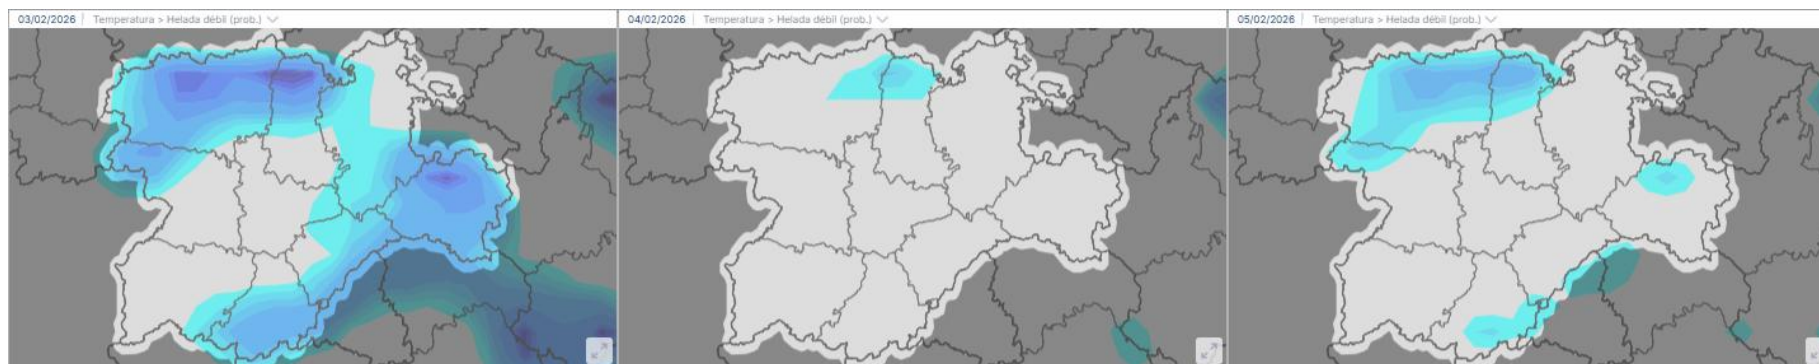 03/02/2026 | Temperatura > Helada débil (prob.)
04/02/2026 | Temperatura > Helada débil (prob.)
05/02/2026 | Temperatura > Helada débil (prob.)